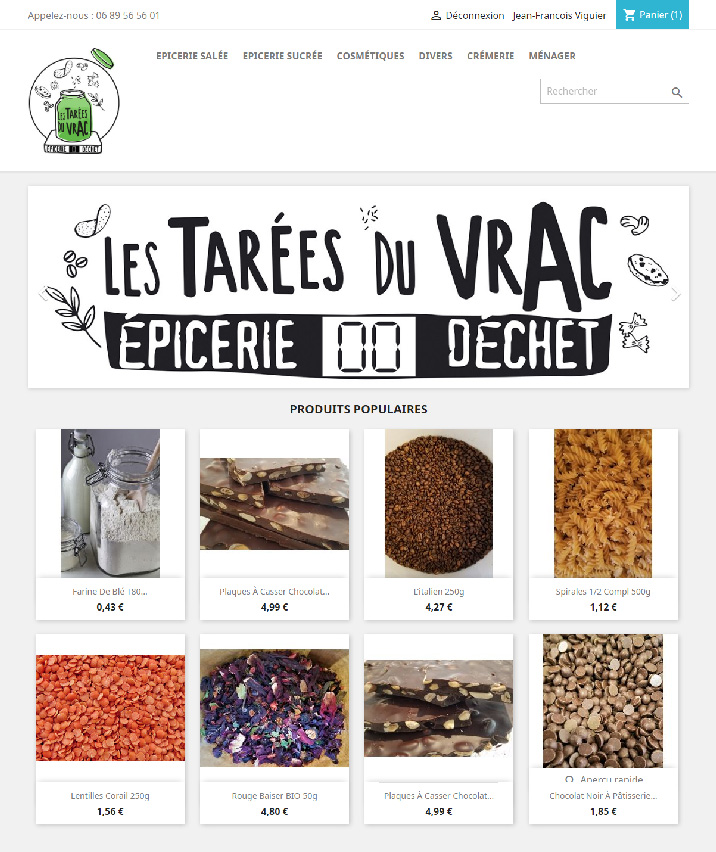 Appelez-nous : 06 89 56 56 01
Déconnexion Jean-Francois Viguier
Panier (1)
EPICERIE SALÉE EPICERIE SUCRÉE COSMÉTIQUES DIVERS CRÉMERIE MÉNAGER
Rechercher
LES TARÉES DU VRAC
ÉPICERIE 00 DÉCHET
LES TARÉES DU VRAC
ÉPICERIE 00 DÉCHET
PRODUITS POPULAIRES
Farine De Blé T80...
0,43 €
Plaques À Casser Chocolat...
4,99 €
L'italien 250g
4,27 €
Spirales 1/2 Compl 500g
1,12 €
Lentilles Corail 250g
1,56 €
Rouge Baiser BIO 50g
4,80 €
Plaques À Casser Chocolat...
4,99 €
Aperçu rapide
Chocolat Noir À Pâtisserie...
1,85 €